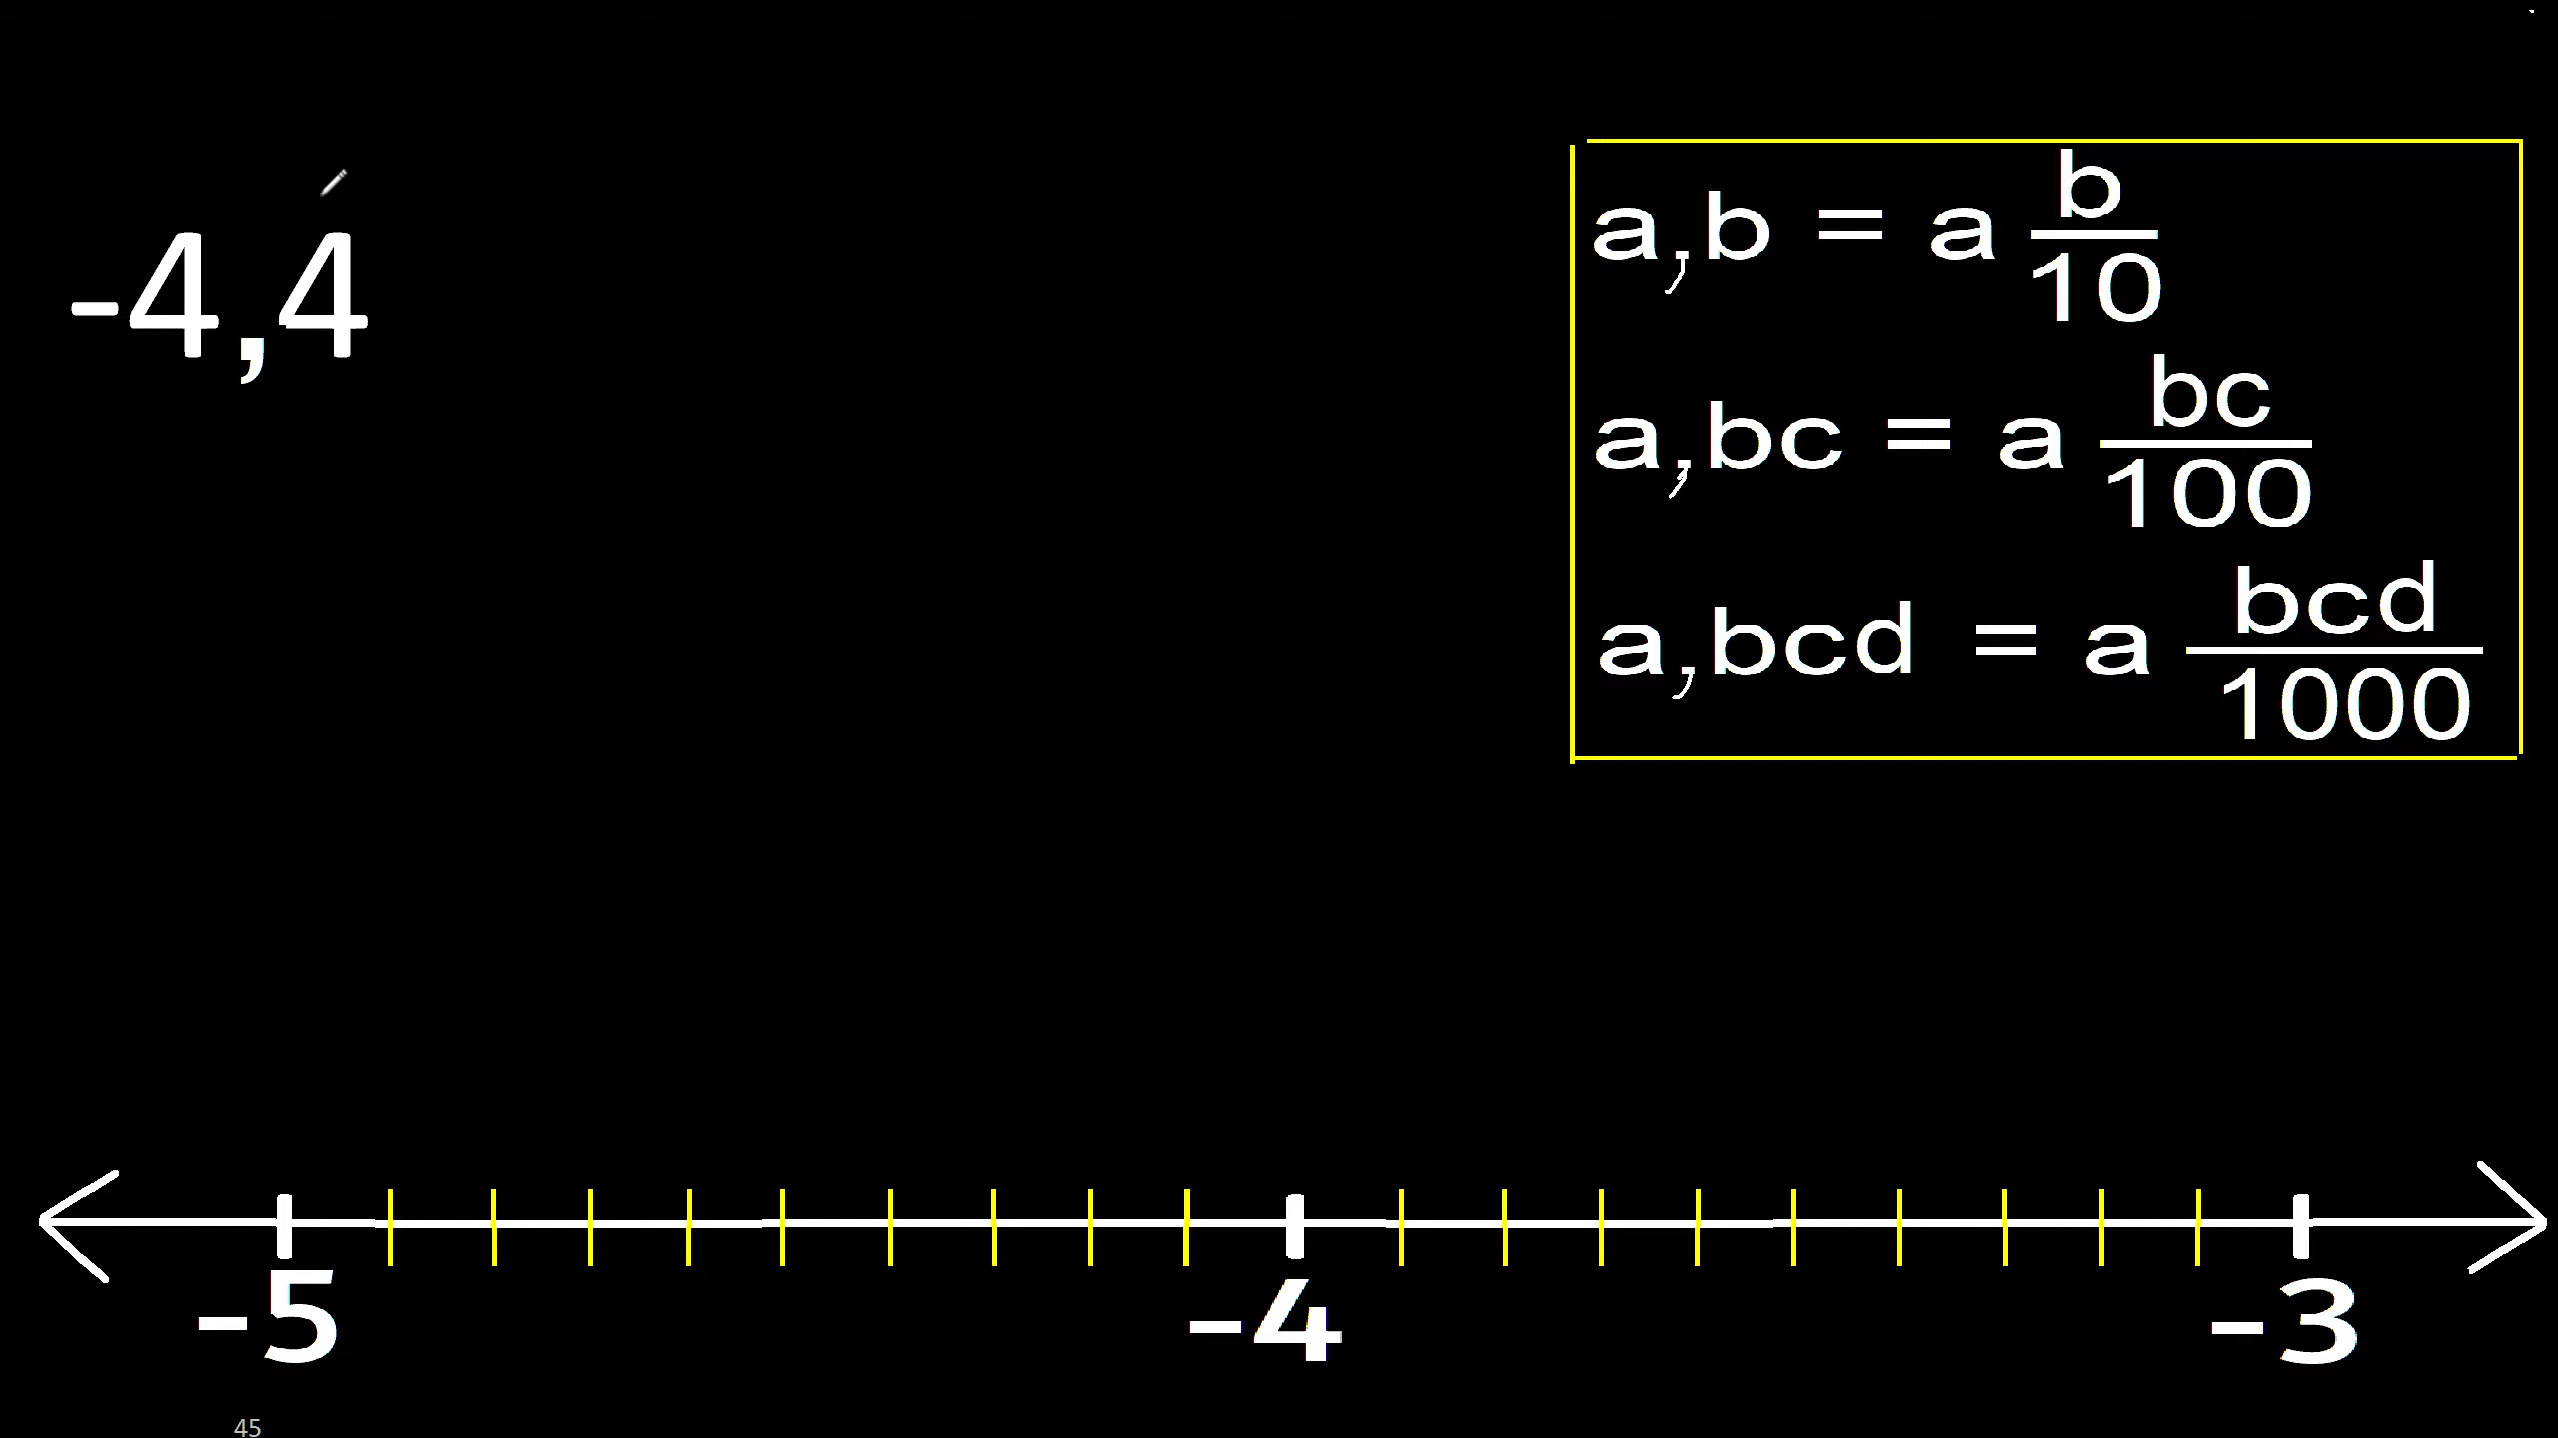 -4,4
a,b = a b/10
a,bc = a bc/100
a,bcd = a bcd/1000
-5 -4 -3
45